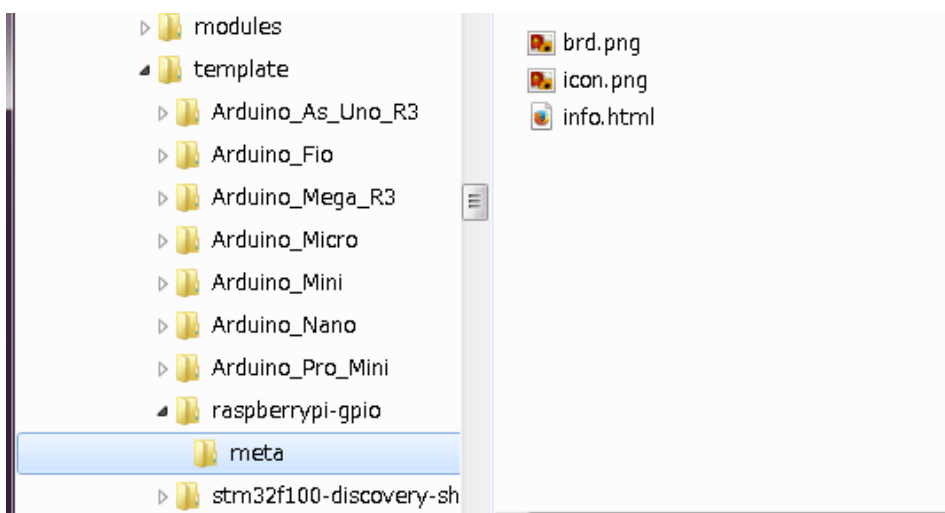 modules
template
Arduino_As_Uno_R3
Arduino_Fio
Arduino_Mega_R3
Arduino_Micro
Arduino_Mini
Arduino_Nano
Arduino_Pro_Mini
raspberrypi-gpio
meta
stm32f100-discovery-sh
brd.png
icon.png
info.html